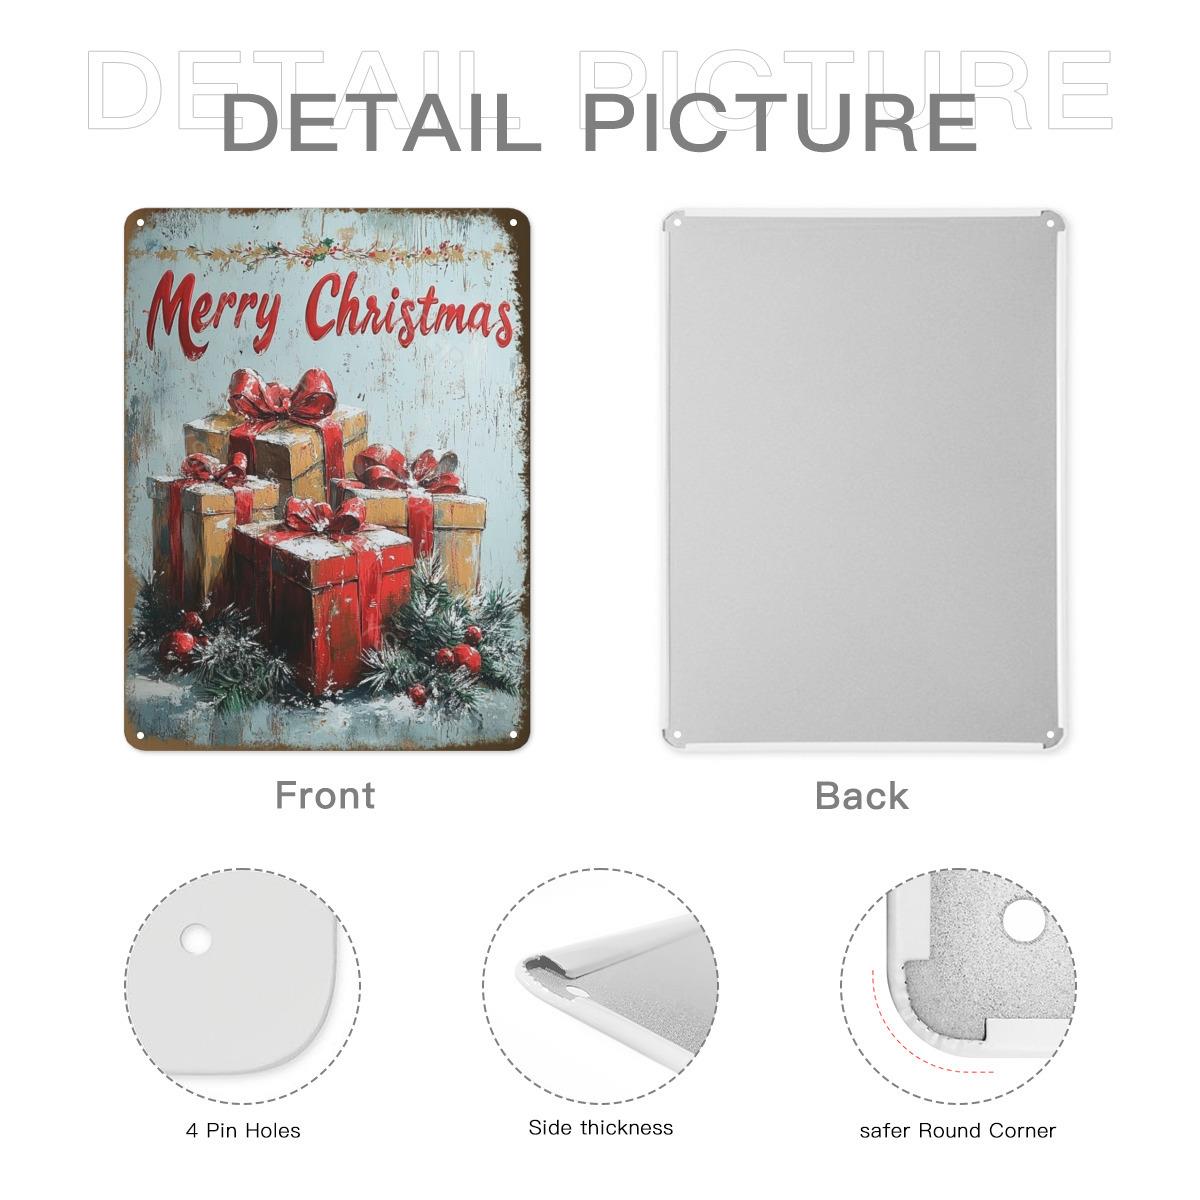 DETAIL PICTURE
DETAIL PICTURE
Merry Christmas
Front
Back
4 Pin Holes
Side thickness
safer Round Corner